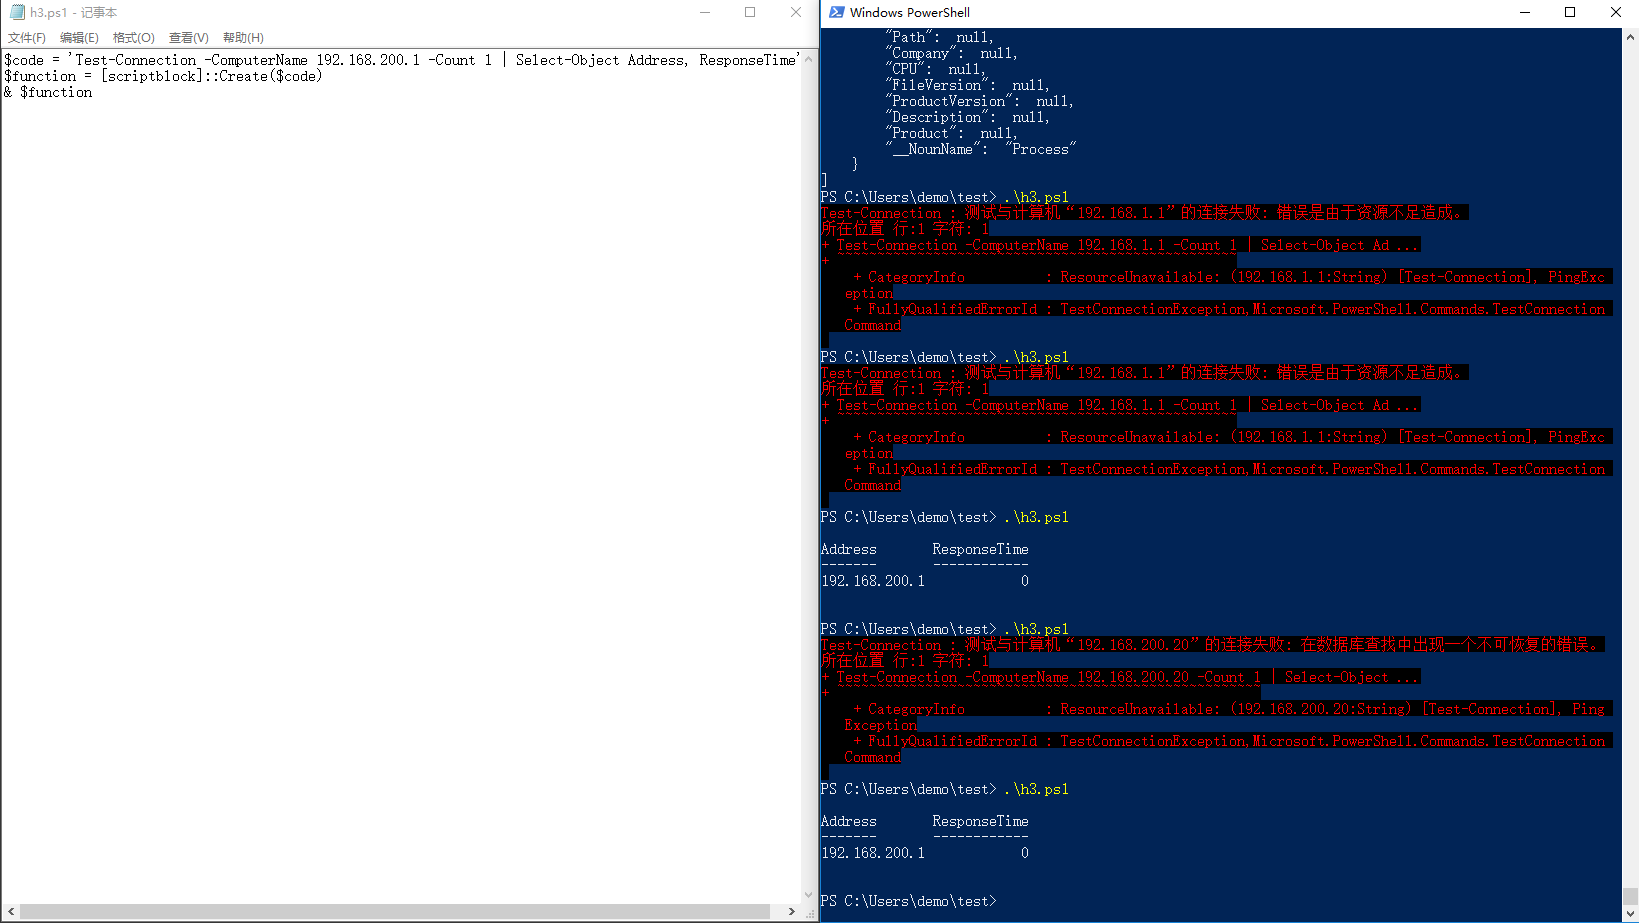 h3.ps1 - 记事本
文件(F) 编辑(E) 格式(O) 查看(V) 帮助(H)
$code = 'Test-Connection -ComputerName 192.168.200.1 -Count 1 | Select-Object Address, ResponseTime'
$function = [scriptblock]::Create($code)
& $function
Windows PowerShell
"Path": null,
"Company": null,
"CPU": null,
"FileVersion": null,
"ProductVersion": null,
"Description": null,
"Product": null,
"__NounName": "Process"
}
]
PS C:\Users\demo\test> .\h3.ps1
Test-Connection : 测试与计算机“192.168.1.1”的连接失败: 错误是由于资源不足造成。
所在位置 行:1 字符: 1
+ Test-Connection -ComputerName 192.168.1.1 -Count 1 | Select-Object Ad ...
+ ~~~~~~~~~~~~~~~~~~~~~~~~~~~~~~~~~~~~~~~~~~~~~~~~~~
+ CategoryInfo : ResourceUnavailable: (192.168.1.1:String) [Test-Connection], PingExc
eption
+ FullyQualifiedErrorId : TestConnectionException,Microsoft.PowerShell.Commands.TestConnection
Command
PS C:\Users\demo\test> .\h3.ps1
Test-Connection : 测试与计算机“192.168.1.1”的连接失败: 错误是由于资源不足造成。
所在位置 行:1 字符: 1
+ Test-Connection -ComputerName 192.168.1.1 -Count 1 | Select-Object Ad ...
+ ~~~~~~~~~~~~~~~~~~~~~~~~~~~~~~~~~~~~~~~~~~~~~~~~~~
+ CategoryInfo : ResourceUnavailable: (192.168.1.1:String) [Test-Connection], PingExc
eption
+ FullyQualifiedErrorId : TestConnectionException,Microsoft.PowerShell.Commands.TestConnection
Command
PS C:\Users\demo\test> .\h3.ps1
Address ResponseTime
------- ------------
192.168.200.1 0
PS C:\Users\demo\test> .\h3.ps1
Test-Connection : 测试与计算机“192.168.200.20”的连接失败: 在数据库查找中出现一个不可恢复的错误。
所在位置 行:1 字符: 1
+ Test-Connection -ComputerName 192.168.200.20 -Count 1 | Select-Object ...
+ ~~~~~~~~~~~~~~~~~~~~~~~~~~~~~~~~~~~~~~~~~~~~~~~~~~~~~
+ CategoryInfo : ResourceUnavailable: (192.168.200.20:String) [Test-Connection], Ping
Exception
+ FullyQualifiedErrorId : TestConnectionException,Microsoft.PowerShell.Commands.TestConnection
Command
PS C:\Users\demo\test> .\h3.ps1
Address ResponseTime
------- ------------
192.168.200.1 0
PS C:\Users\demo\test>